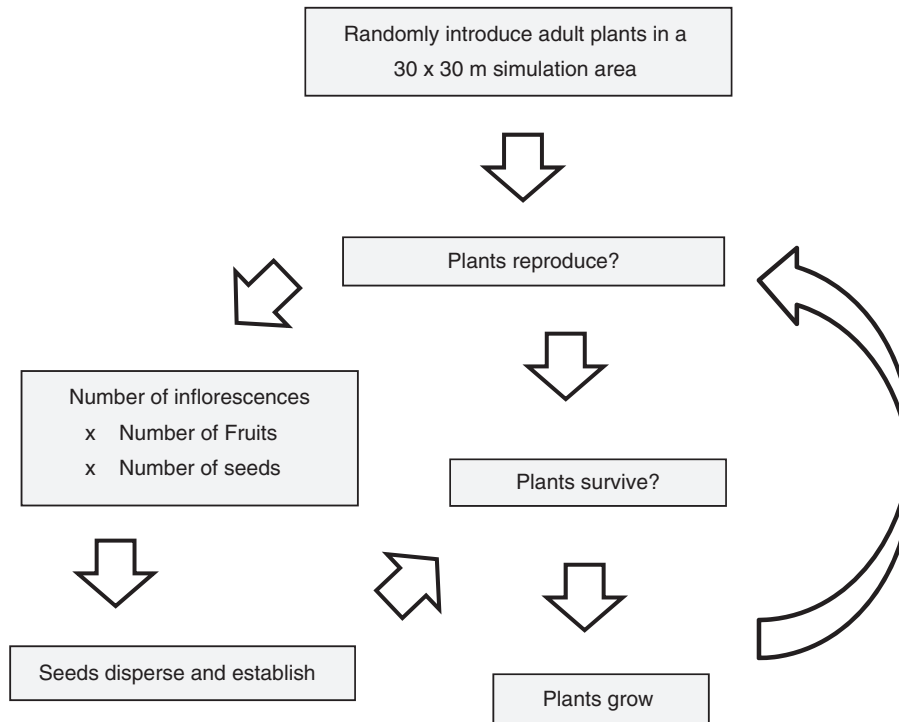 Randomly introduce adult plants in a
30 x 30 m simulation area
Plants reproduce?
Number of inflorescences
x Number of Fruits
x Number of seeds
Plants survive?
Seeds disperse and establish
Plants grow